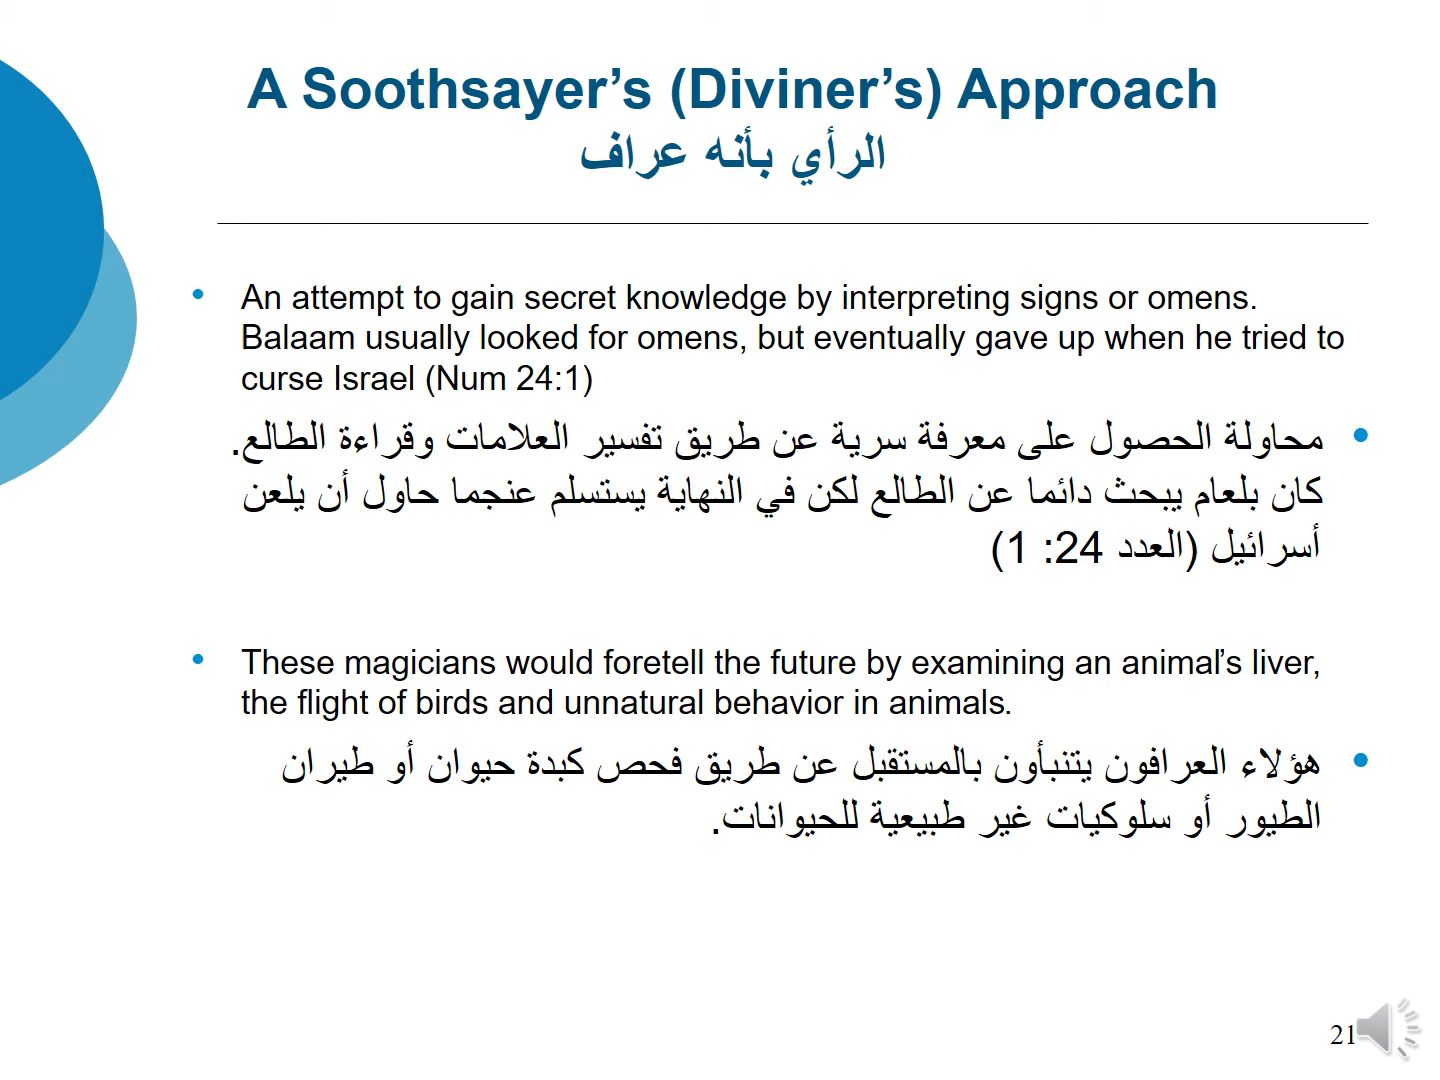 A Soothsayer’s (Diviner’s) Approach
الرأي بأنه عراف
• An attempt to gain secret knowledge by interpreting signs or omens.
Balaam usually looked for omens, but eventually gave up when he tried to
curse Israel (Num 24:1)
• محاولة الحصول على معرفة سرية عن طريق تفسير العلامات وقراءة الطالع.
كان بلعام يبحث دائما عن الطالع لكن في النهاية يستسلم عنجما حاول أن يلعن
أسرائيل (العدد 24: 1)
• These magicians would foretell the future by examining an animal’s liver,
the flight of birds and unnatural behavior in animals.
• هؤلاء العرافون يتنبأون بالمستقبل عن طريق فحص كبدة حيوان أو طيران
الطيور أو سلوكيات غير طبيعية للحيوانات.
21